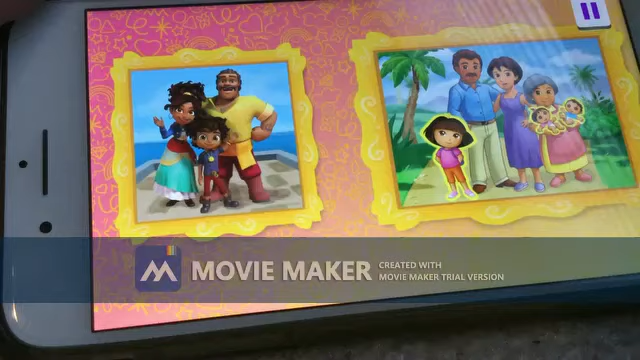 MOVIE MAKER
CREATED WITH
MOVIE MAKER TRIAL VERSION